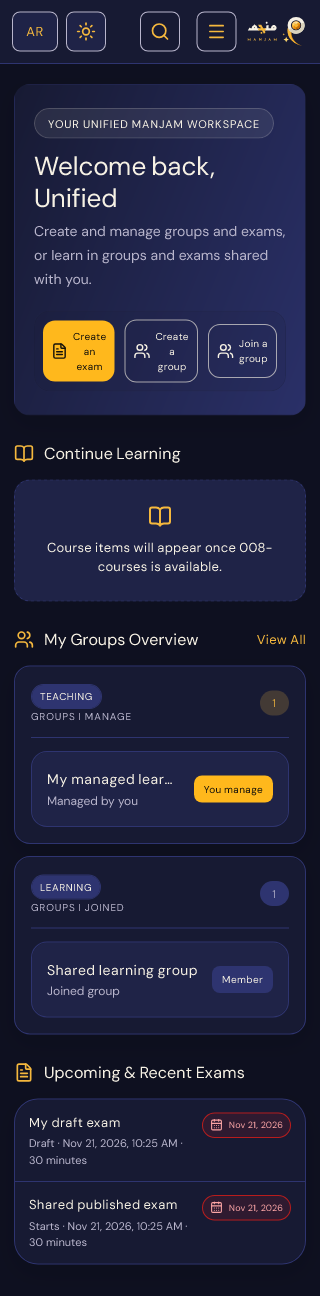 AR
منجم
MANJAM
YOUR UNIFIED MANJAM WORKSPACE
Welcome back,
Unified
Create and manage groups and exams,
or learn in groups and exams shared
with you.
Create
an
exam
Create
a
group
Join a
group
Continue Learning
Course items will appear once 008-
courses is available.
My Groups Overview
View All
TEACHING
1
GROUPS I MANAGE
My managed lear...
You manage
Managed by you
LEARNING
1
GROUPS I JOINED
Shared learning group
Member
Joined group
Upcoming & Recent Exams
My draft exam
Nov 21, 2026
Draft · Nov 21, 2026, 10:25 AM ·
30 minutes
Shared published exam
Nov 21, 2026
Starts · Nov 21, 2026, 10:25 AM ·
30 minutes